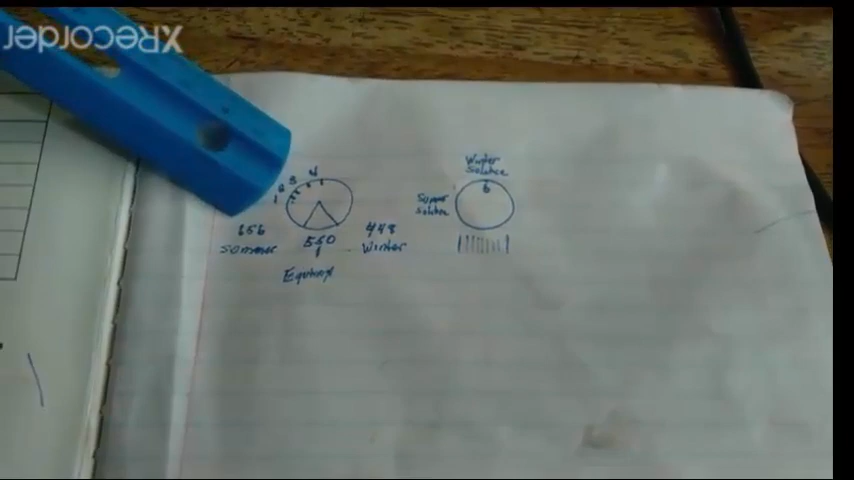 XRecorder
1 2 3 4
656
Summer
550
Equinox
448
Winter
Winter
Solstice
6
Summer
Solstice